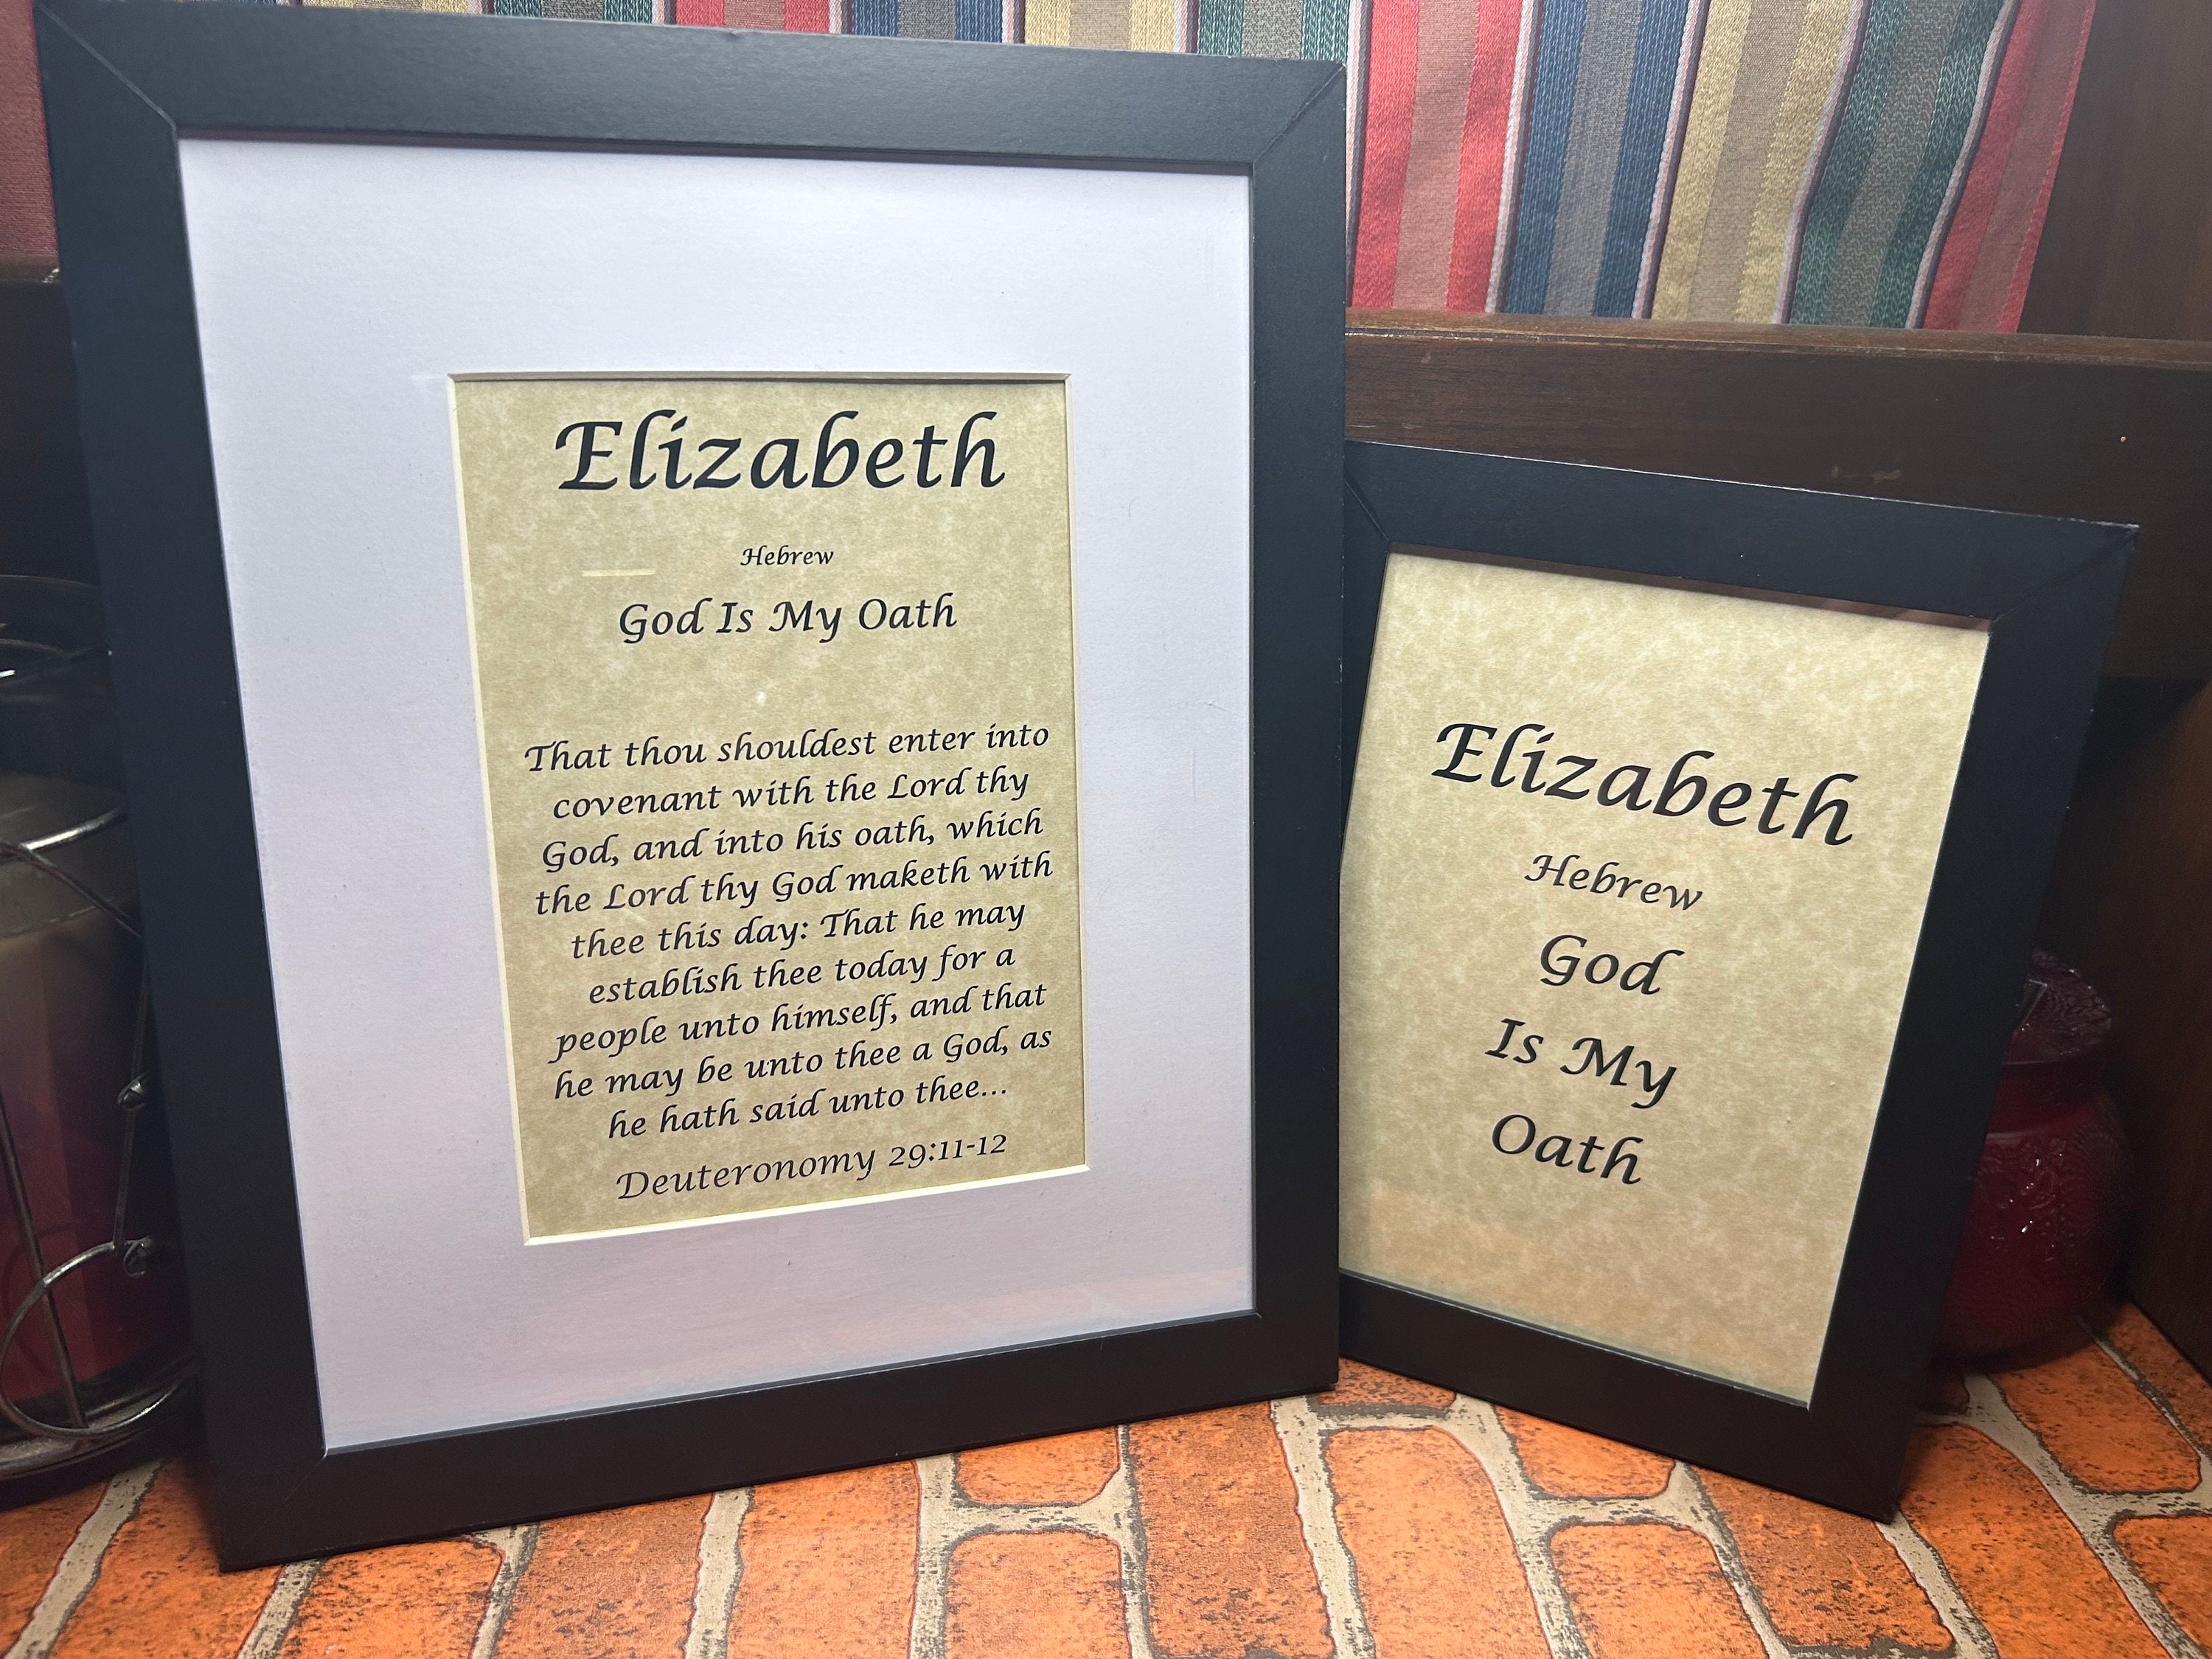 Elizabeth
Hebrew
God Is My Oath
That thou shouldest enter into
covenant with the Lord thy
God, and into his oath, which
the Lord thy God maketh with
thee this day: That he may
establish thee today for a
people unto himself, and that
he may be unto thee a God, as
he hath said unto thee...
Deuteronomy 29:11-12
Elizabeth
Hebrew
God
Is My
Oath